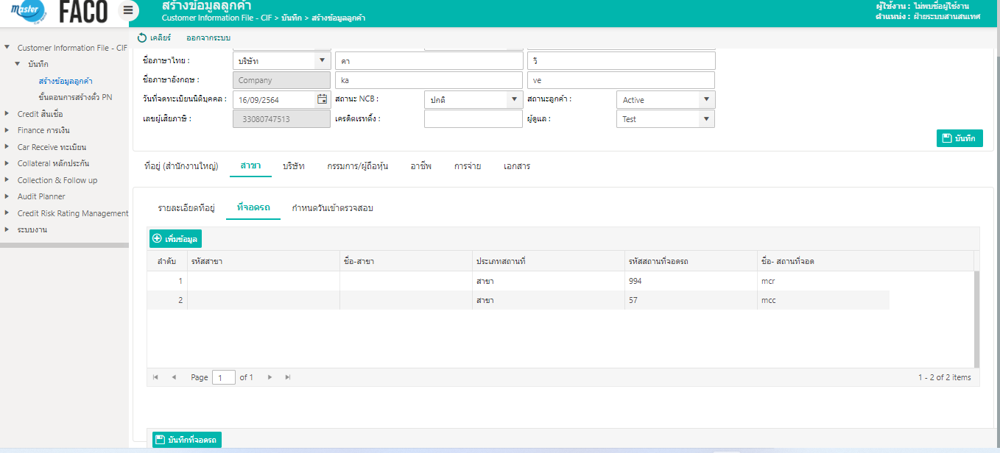 Master FACO
สร้างข้อมูลลูกค้า
Customer Information File - CIF > บันทึก > สร้างข้อมูลลูกค้า
ผู้ใช้งาน : ไม่พบชื่อผู้ใช้งาน
ตำแหน่ง : ฝ่ายระบบสานสนเทศ
เคลียร์ ออกจากระบบ
Customer Information File - CIF
บันทึก
สร้างข้อมูลลูกค้า
ขั้นตอนการสร้างตั๋ว PN
Credit สินเชื่อ
Finance การเงิน
Car Receive ทะเบียน
Collateral หลักประกัน
Collection & Follow up
Audit Planner
Credit Risk Rating Management
ระบบงาน
ชื่อภาษาไทย : บริษัท คา วี
ชื่อภาษาอังกฤษ : Company ka ve
วันที่จดทะเบียนนิติบุคคล : 16/09/2564 สถานะ NCB : ปกติ สถานะลูกค้า : Active
เลขผู้เสียภาษี : 33080747513 เครดิตเรทติ้ง : ผู้ดูแล : Test
บันทึก
ที่อยู่ (สำนักงานใหญ่) สาขา บริษัท กรรมการ/ผู้ถือหุ้น อาชีพ การจ่าย เอกสาร
รายละเอียดที่อยู่ ที่จอดรถ กำหนดวันเข้าตรวจสอบ
เพิ่มข้อมูล
ลำดับ รหัสสาขา ชื่อ-สาขา ประเภทสถานที่ รหัสสถานที่จอดรถ ชื่อ- สถานที่จอด
1 สาขา 994 mcr
2 สาขา 57 mcc
Page 1 of 1 1 - 2 of 2 items
บันทึกที่จอดรถ